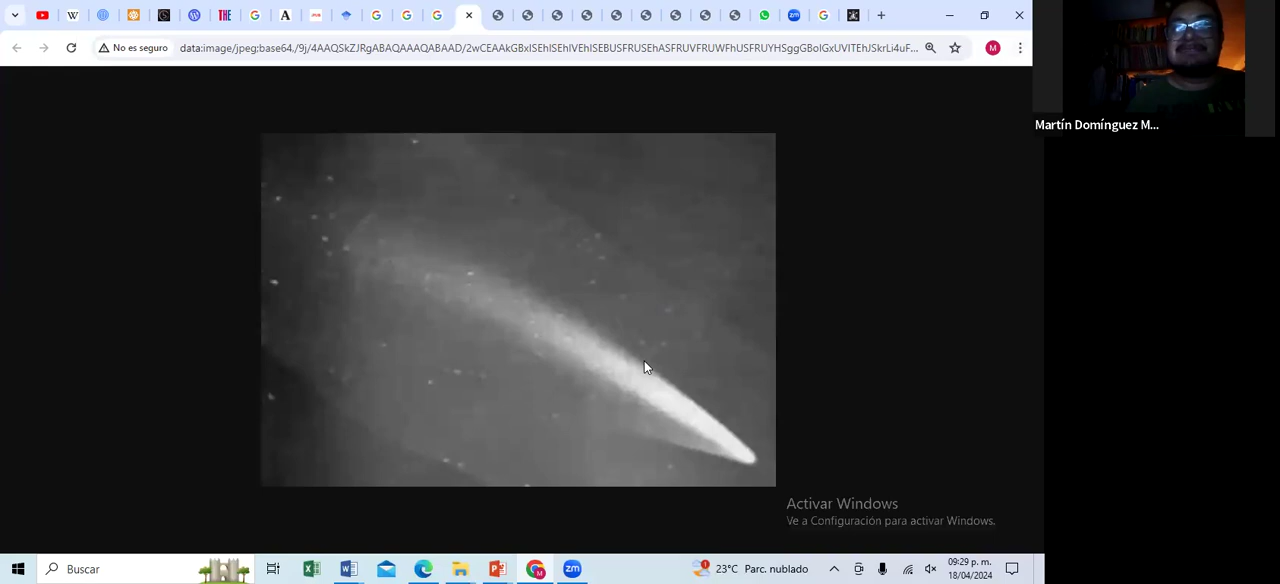 No es seguro
data:image/jpeg;base64,/9j/4AAQSkZJRgABAQAAAQABAAD/2wCEAAkGBxISEhISEhIVEhISEBUSFRUSEhASFRUVFRUWFhUSFRUYHSggGBolGxUVITEhJSkrLi4uF...
M
Martín Domínguez M...
Activar Windows
Ve a Configuración para activar Windows.
Buscar
23°C Parc. nublado
09:29 p. m.
18/04/2024